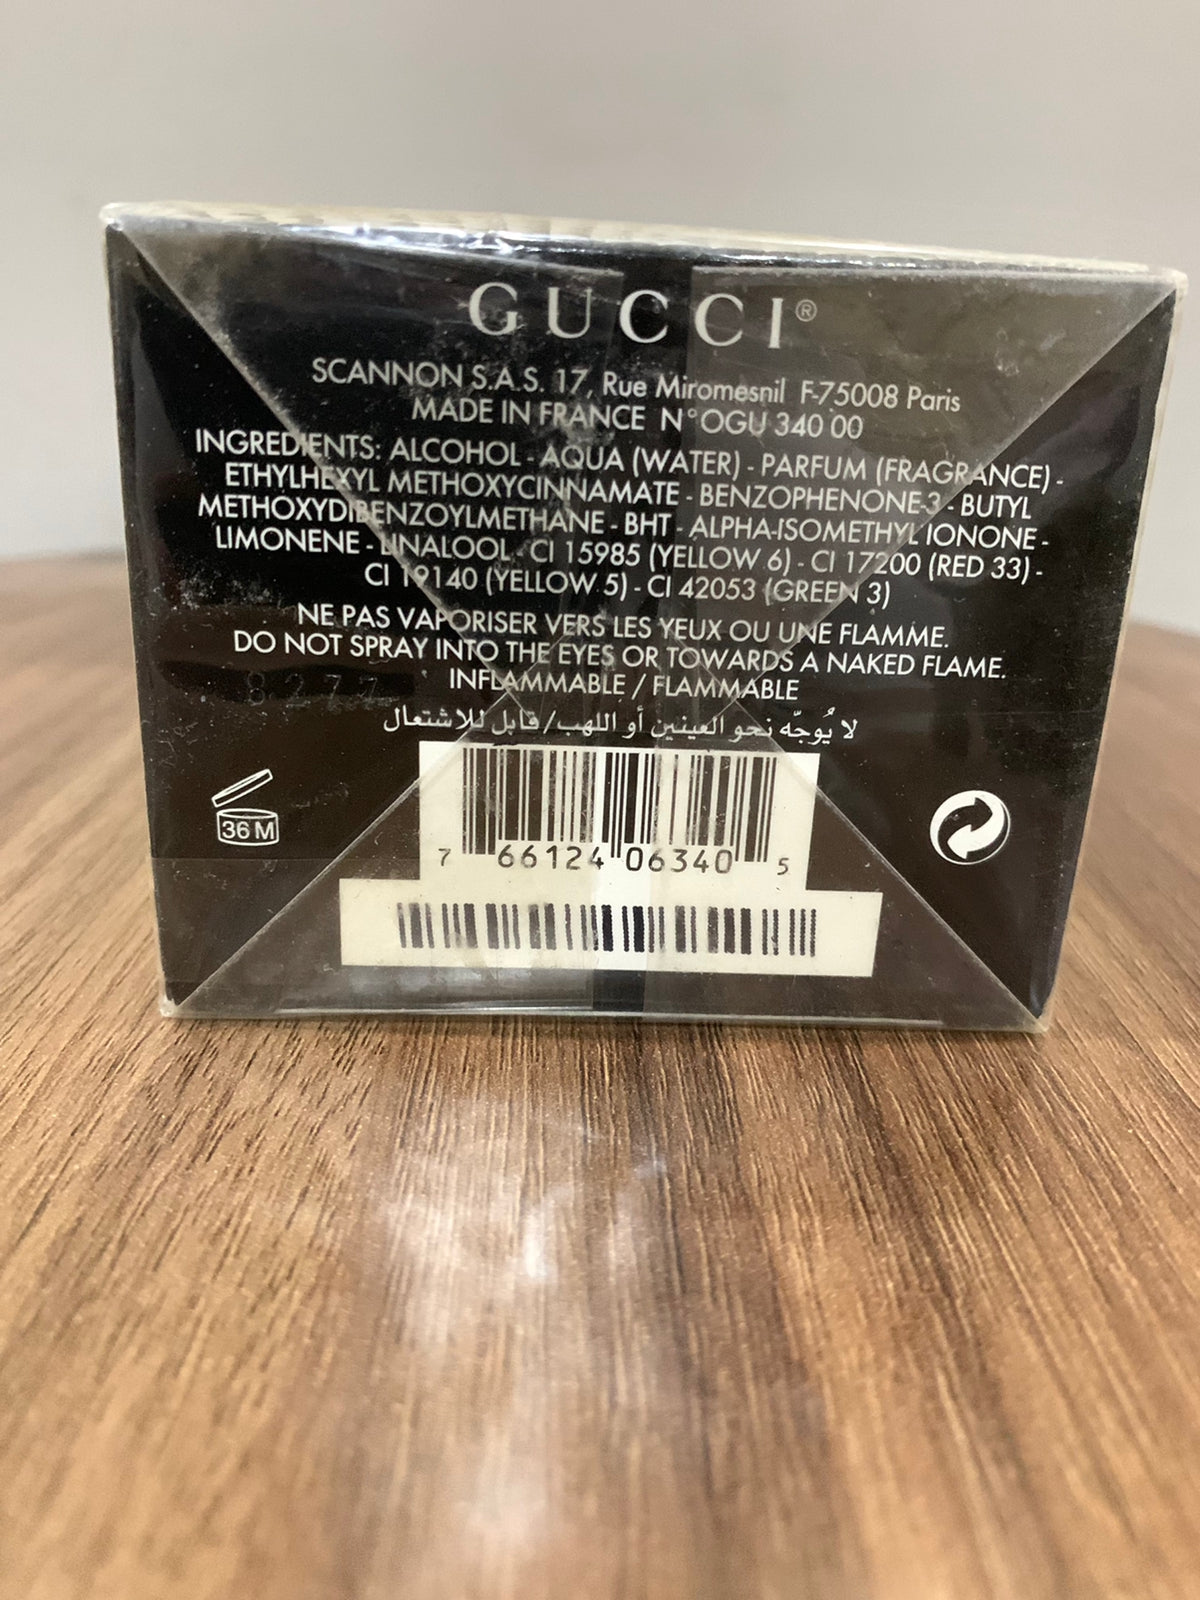 GUCCI®
SCANNON S.A.S. 17, Rue Miromesnil F-75008 Paris
MADE IN FRANCE N°OGU 340 00
INGREDIENTS: ALCOHOL - AQUA (WATER) - PARFUM (FRAGRANCE) -
ETHYLHEXYL METHOXYCINNAMATE - BENZOPHENONE-3 - BUTYL
METHOXYDIBENZOYLMETHANE - BHT - ALPHA-ISOMETHYL IONONE -
LIMONENE - LINALOOL - CI 15985 (YELLOW 6) - CI 17200 (RED 33) -
CI 19140 (YELLOW 5) - CI 42053 (GREEN 3)
NE PAS VAPORISER VERS LES YEUX OU UNE FLAMME.
DO NOT SPRAY INTO THE EYES OR TOWARDS A NAKED FLAME.
8277
INFLAMMABLE / FLAMMABLE
لا يُوجّه نحو العينين أو اللهب/قابل للاشتعال
36 M
7 66124 06340 5